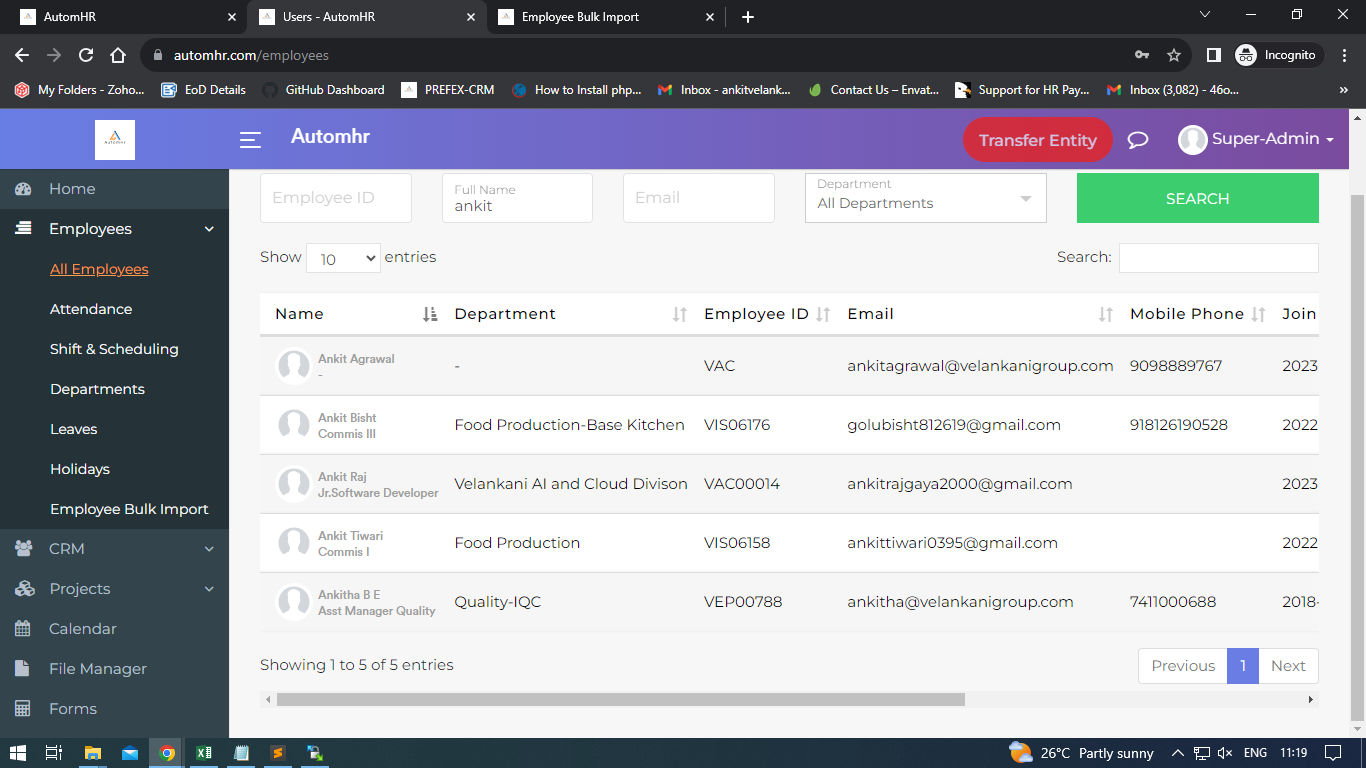 AutomHR
Users - AutomHR
Employee Bulk Import
automhr.com/employees
Incognito
My Folders - Zoho...
EoD Details
GitHub Dashboard
PREFEX-CRM
How to Install php...
Inbox - ankitvelank...
Contact Us – Envat...
Support for HR Pay...
Inbox (3,082) - 46o...
»
Automhr
Automhr
Transfer Entity
Super-Admin
Home
Employees
All Employees
Attendance
Shift & Scheduling
Departments
Leaves
Holidays
Employee Bulk Import
CRM
Projects
Calendar
File Manager
Forms
Employee ID
Full Name
ankit
Email
Department
All Departments
SEARCH
Show 10 entries
Search:
Name Department Employee ID Email Mobile Phone Join
Ankit Agrawal
-
- VAC ankitagrawal@velankanigroup.com 9098889767 2023
Ankit Bisht
Commis III
Food Production-Base Kitchen VIS06176 golubisht812619@gmail.com 918126190528 2022
Ankit Raj
Jr.Software Developer
Velankani AI and Cloud Divison VAC00014 ankitrajgaya2000@gmail.com 2023
Ankit Tiwari
Commis I
Food Production VIS06158 ankittiwari0395@gmail.com 2022
Ankitha B E
Asst Manager Quality
Quality-IQC VEP00788 ankitha@velankanigroup.com 7411000688 2018-
Showing 1 to 5 of 5 entries
Previous 1 Next
26°C Partly sunny
ENG
11:19